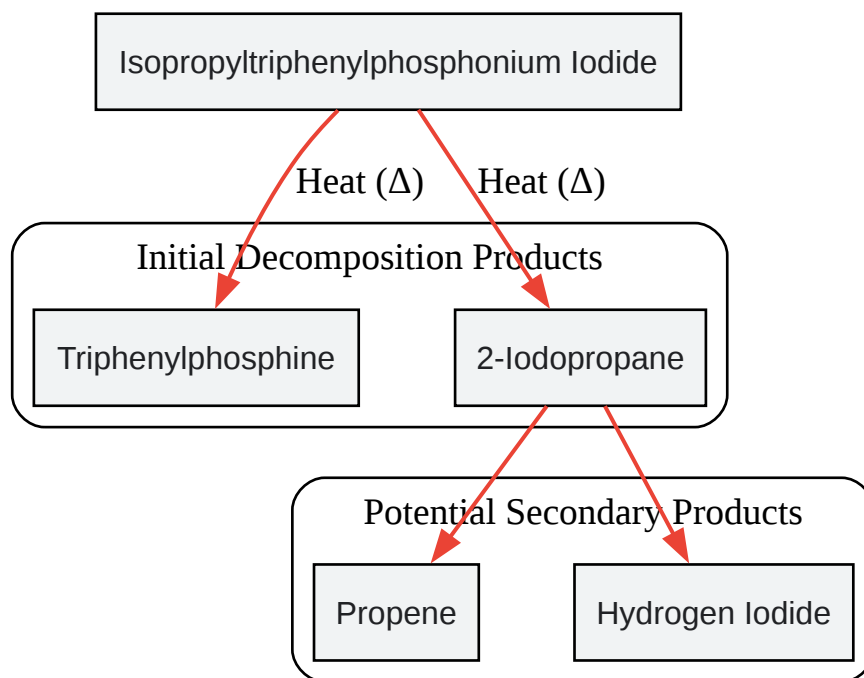 Isopropyltriphenylphosphonium Iodide
Heat (Δ) Heat (Δ)
Initial Decomposition Products
Triphenylphosphine 2-Iodopropane
Potential Secondary Products
Propene Hydrogen Iodide